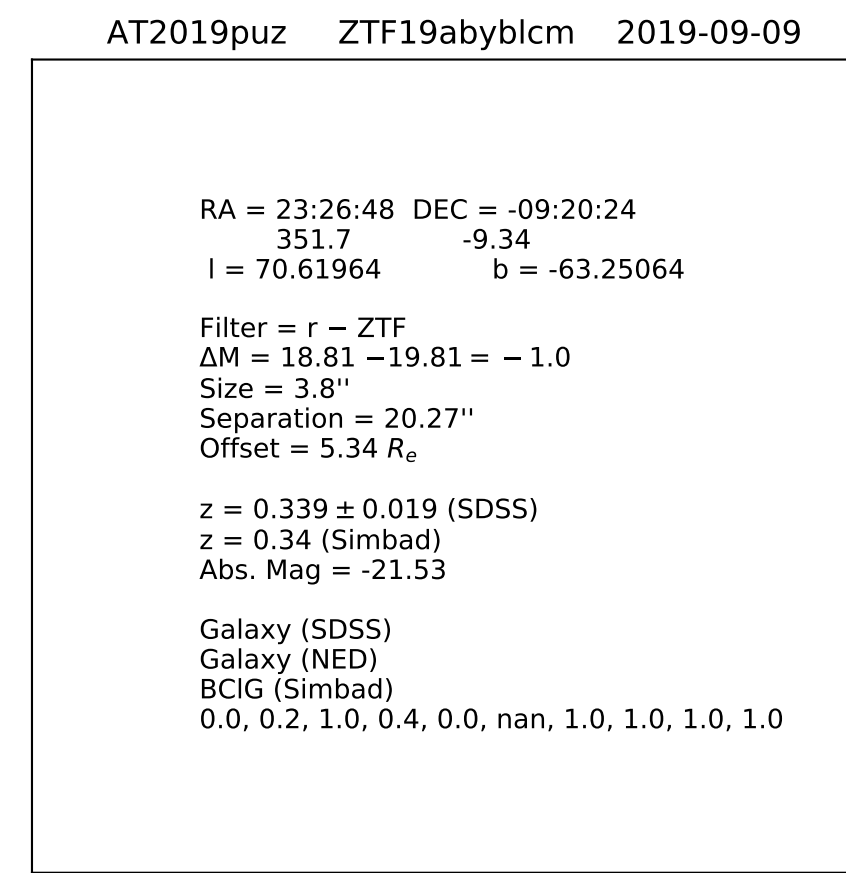 AT2019puz ZTF19abyblcm 2019-09-09
RA = 23:26:48 DEC = -09:20:24
351.7 -9.34
l = 70.61964 b = -63.25064
Filter = r − ZTF
ΔM = 18.81 −19.81 = − 1.0
Size = 3.8''
Separation = 20.27''
Offset = 5.34 Rₑ
z = 0.339 ± 0.019 (SDSS)
z = 0.34 (Simbad)
Abs. Mag = -21.53
Galaxy (SDSS)
Galaxy (NED)
BClG (Simbad)
0.0, 0.2, 1.0, 0.4, 0.0, nan, 1.0, 1.0, 1.0, 1.0